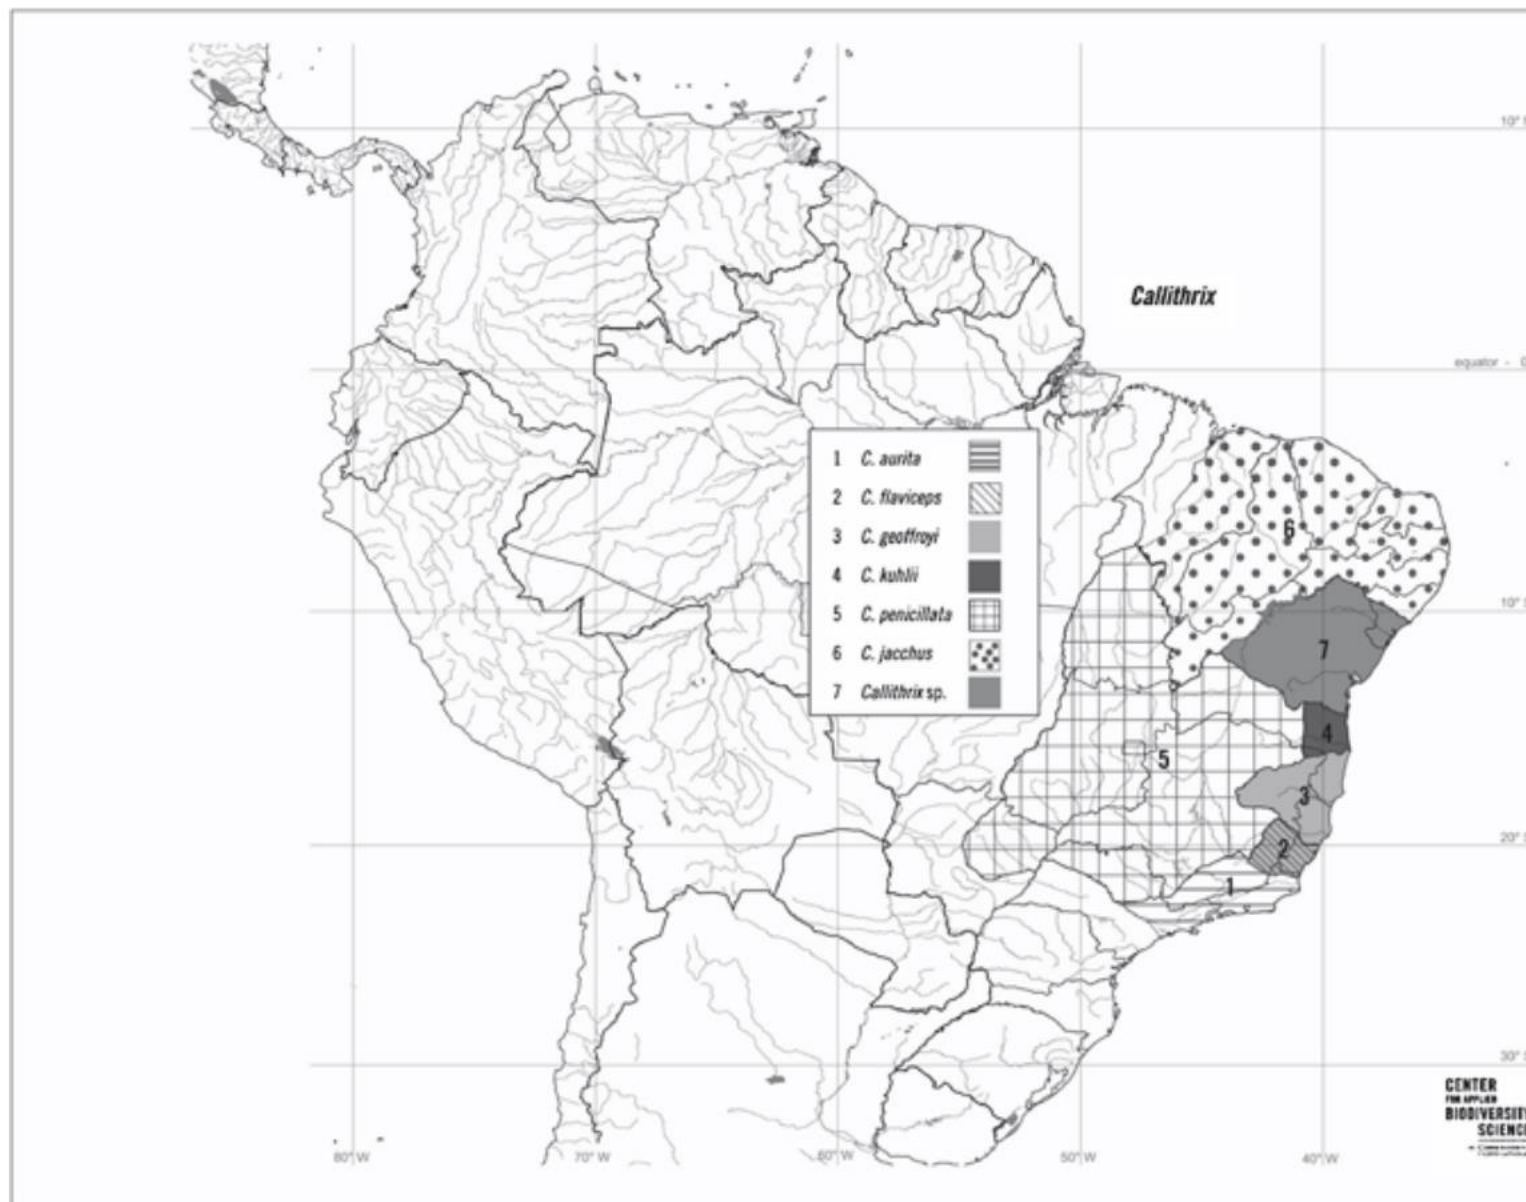 10°
Callithrix
equator - 0
1 C. aurita
2 C. flaviceps
3 C. geoffroyi
4 C. kuhlii
5 C. penicillata
6 C. jacchus
7 Callithrix sp.
6
10° S
7
4
5
3
20° S
2
1
30° S
CENTER
FOR APPLIED
BIODIVERSITY
SCIENCE
80°W
70°W
60°W
50°W
40°W